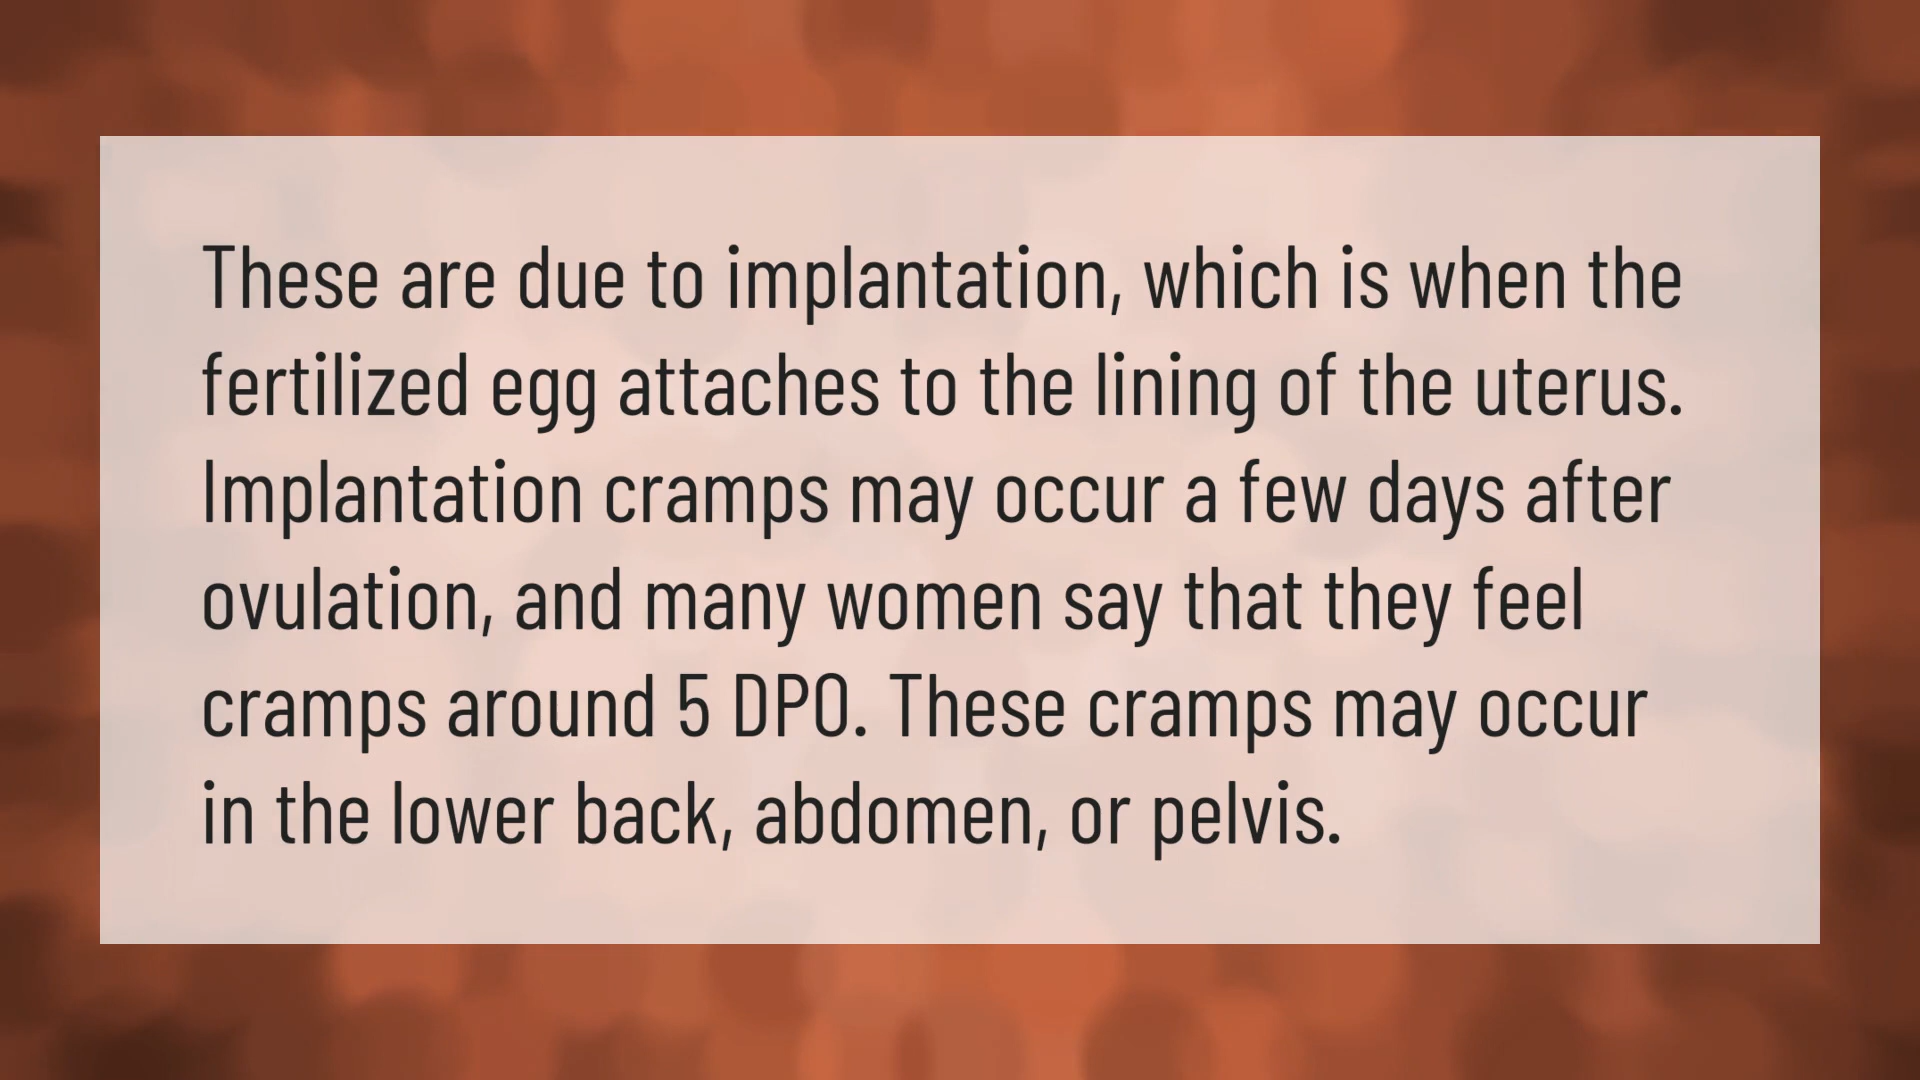 These are due to implantation, which is when the
fertilized egg attaches to the lining of the uterus.
Implantation cramps may occur a few days after
ovulation, and many women say that they feel
cramps around 5 DPO. These cramps may occur
in the lower back, abdomen, or pelvis.